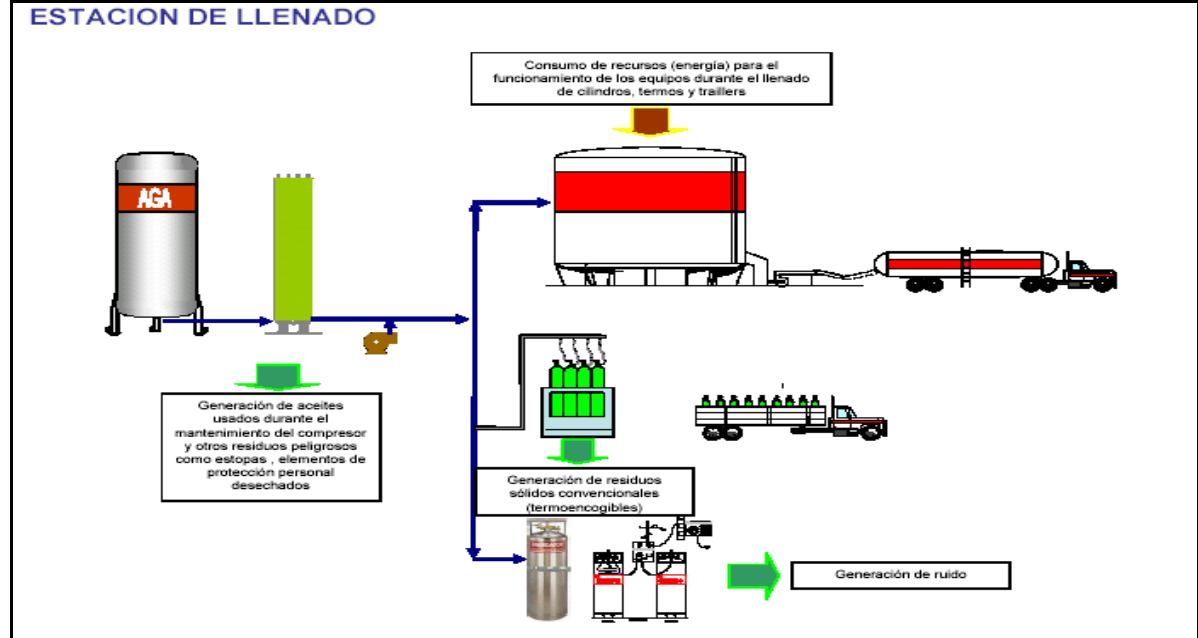 ESTACION DE LLENADO
Consumo de recursos (energía) para el
funcionamiento de los equipos durante el llenado
de cilindros, termos y traillers
AGA
Generación de aceites
usados durante el
mantenimiento del compresor
y otros residuos peligrosos
como estopas , elementos de
protección personal
desechados
Generación de residuos
sólidos convencionales
(termoencogibles)
Generación de ruido